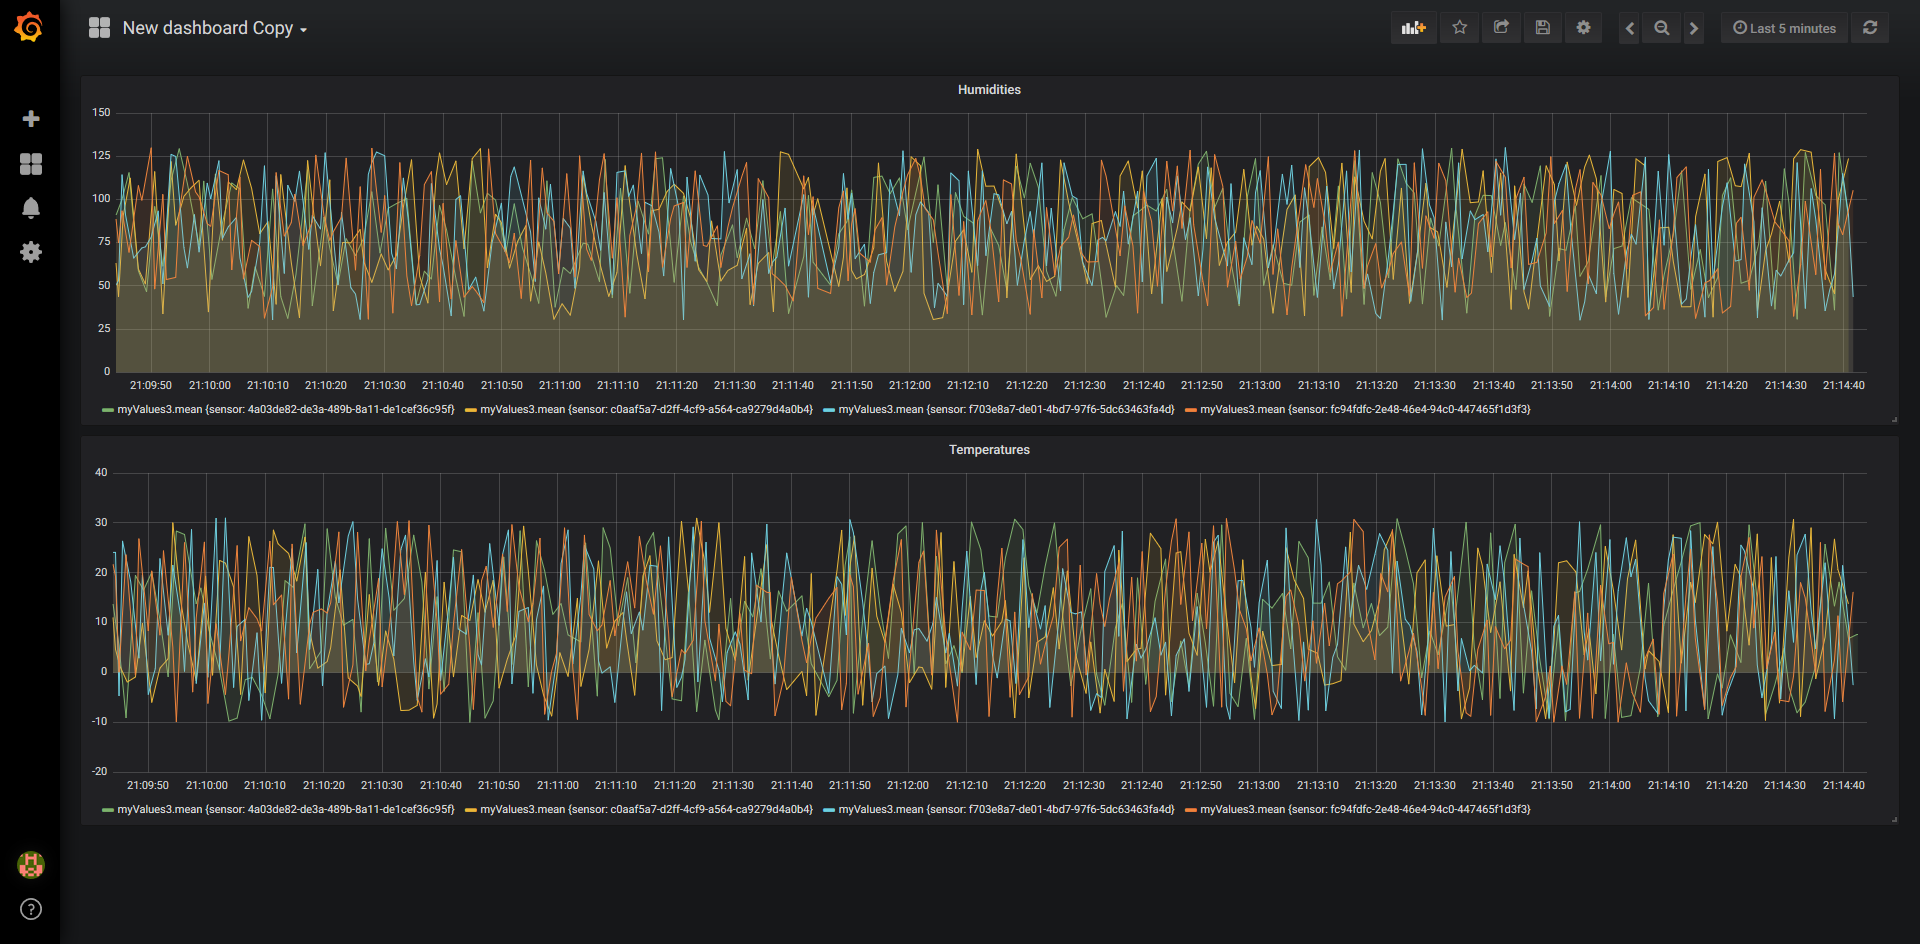 New dashboard Copy
Last 5 minutes
Humidities
150
125
100
75
50
25
0
21:09:50 21:10:00 21:10:10 21:10:20 21:10:30 21:10:40 21:10:50 21:11:00 21:11:10 21:11:20 21:11:30 21:11:40 21:11:50 21:12:00 21:12:10 21:12:20 21:12:30 21:12:40 21:12:50 21:13:00 21:13:10 21:13:20 21:13:30 21:13:40 21:13:50 21:14:00 21:14:10 21:14:20 21:14:30 21:14:40
myValues3.mean {sensor: 4a03de82-de3a-489b-8a11-de1cef36c95f} myValues3.mean {sensor: c0aaf5a7-d2ff-4cf9-a564-ca9279d4a0b4} myValues3.mean {sensor: f703e8a7-de01-4bd7-97f6-5dc63463fa4d} myValues3.mean {sensor: fc94fdfc-2e48-46e4-94c0-447465f1d3f3}
Temperatures
40
30
20
10
0
-10
-20
21:09:50 21:10:00 21:10:10 21:10:20 21:10:30 21:10:40 21:10:50 21:11:00 21:11:10 21:11:20 21:11:30 21:11:40 21:11:50 21:12:00 21:12:10 21:12:20 21:12:30 21:12:40 21:12:50 21:13:00 21:13:10 21:13:20 21:13:30 21:13:40 21:13:50 21:14:00 21:14:10 21:14:20 21:14:30 21:14:40
myValues3.mean {sensor: 4a03de82-de3a-489b-8a11-de1cef36c95f} myValues3.mean {sensor: c0aaf5a7-d2ff-4cf9-a564-ca9279d4a0b4} myValues3.mean {sensor: f703e8a7-de01-4bd7-97f6-5dc63463fa4d} myValues3.mean {sensor: fc94fdfc-2e48-46e4-94c0-447465f1d3f3}